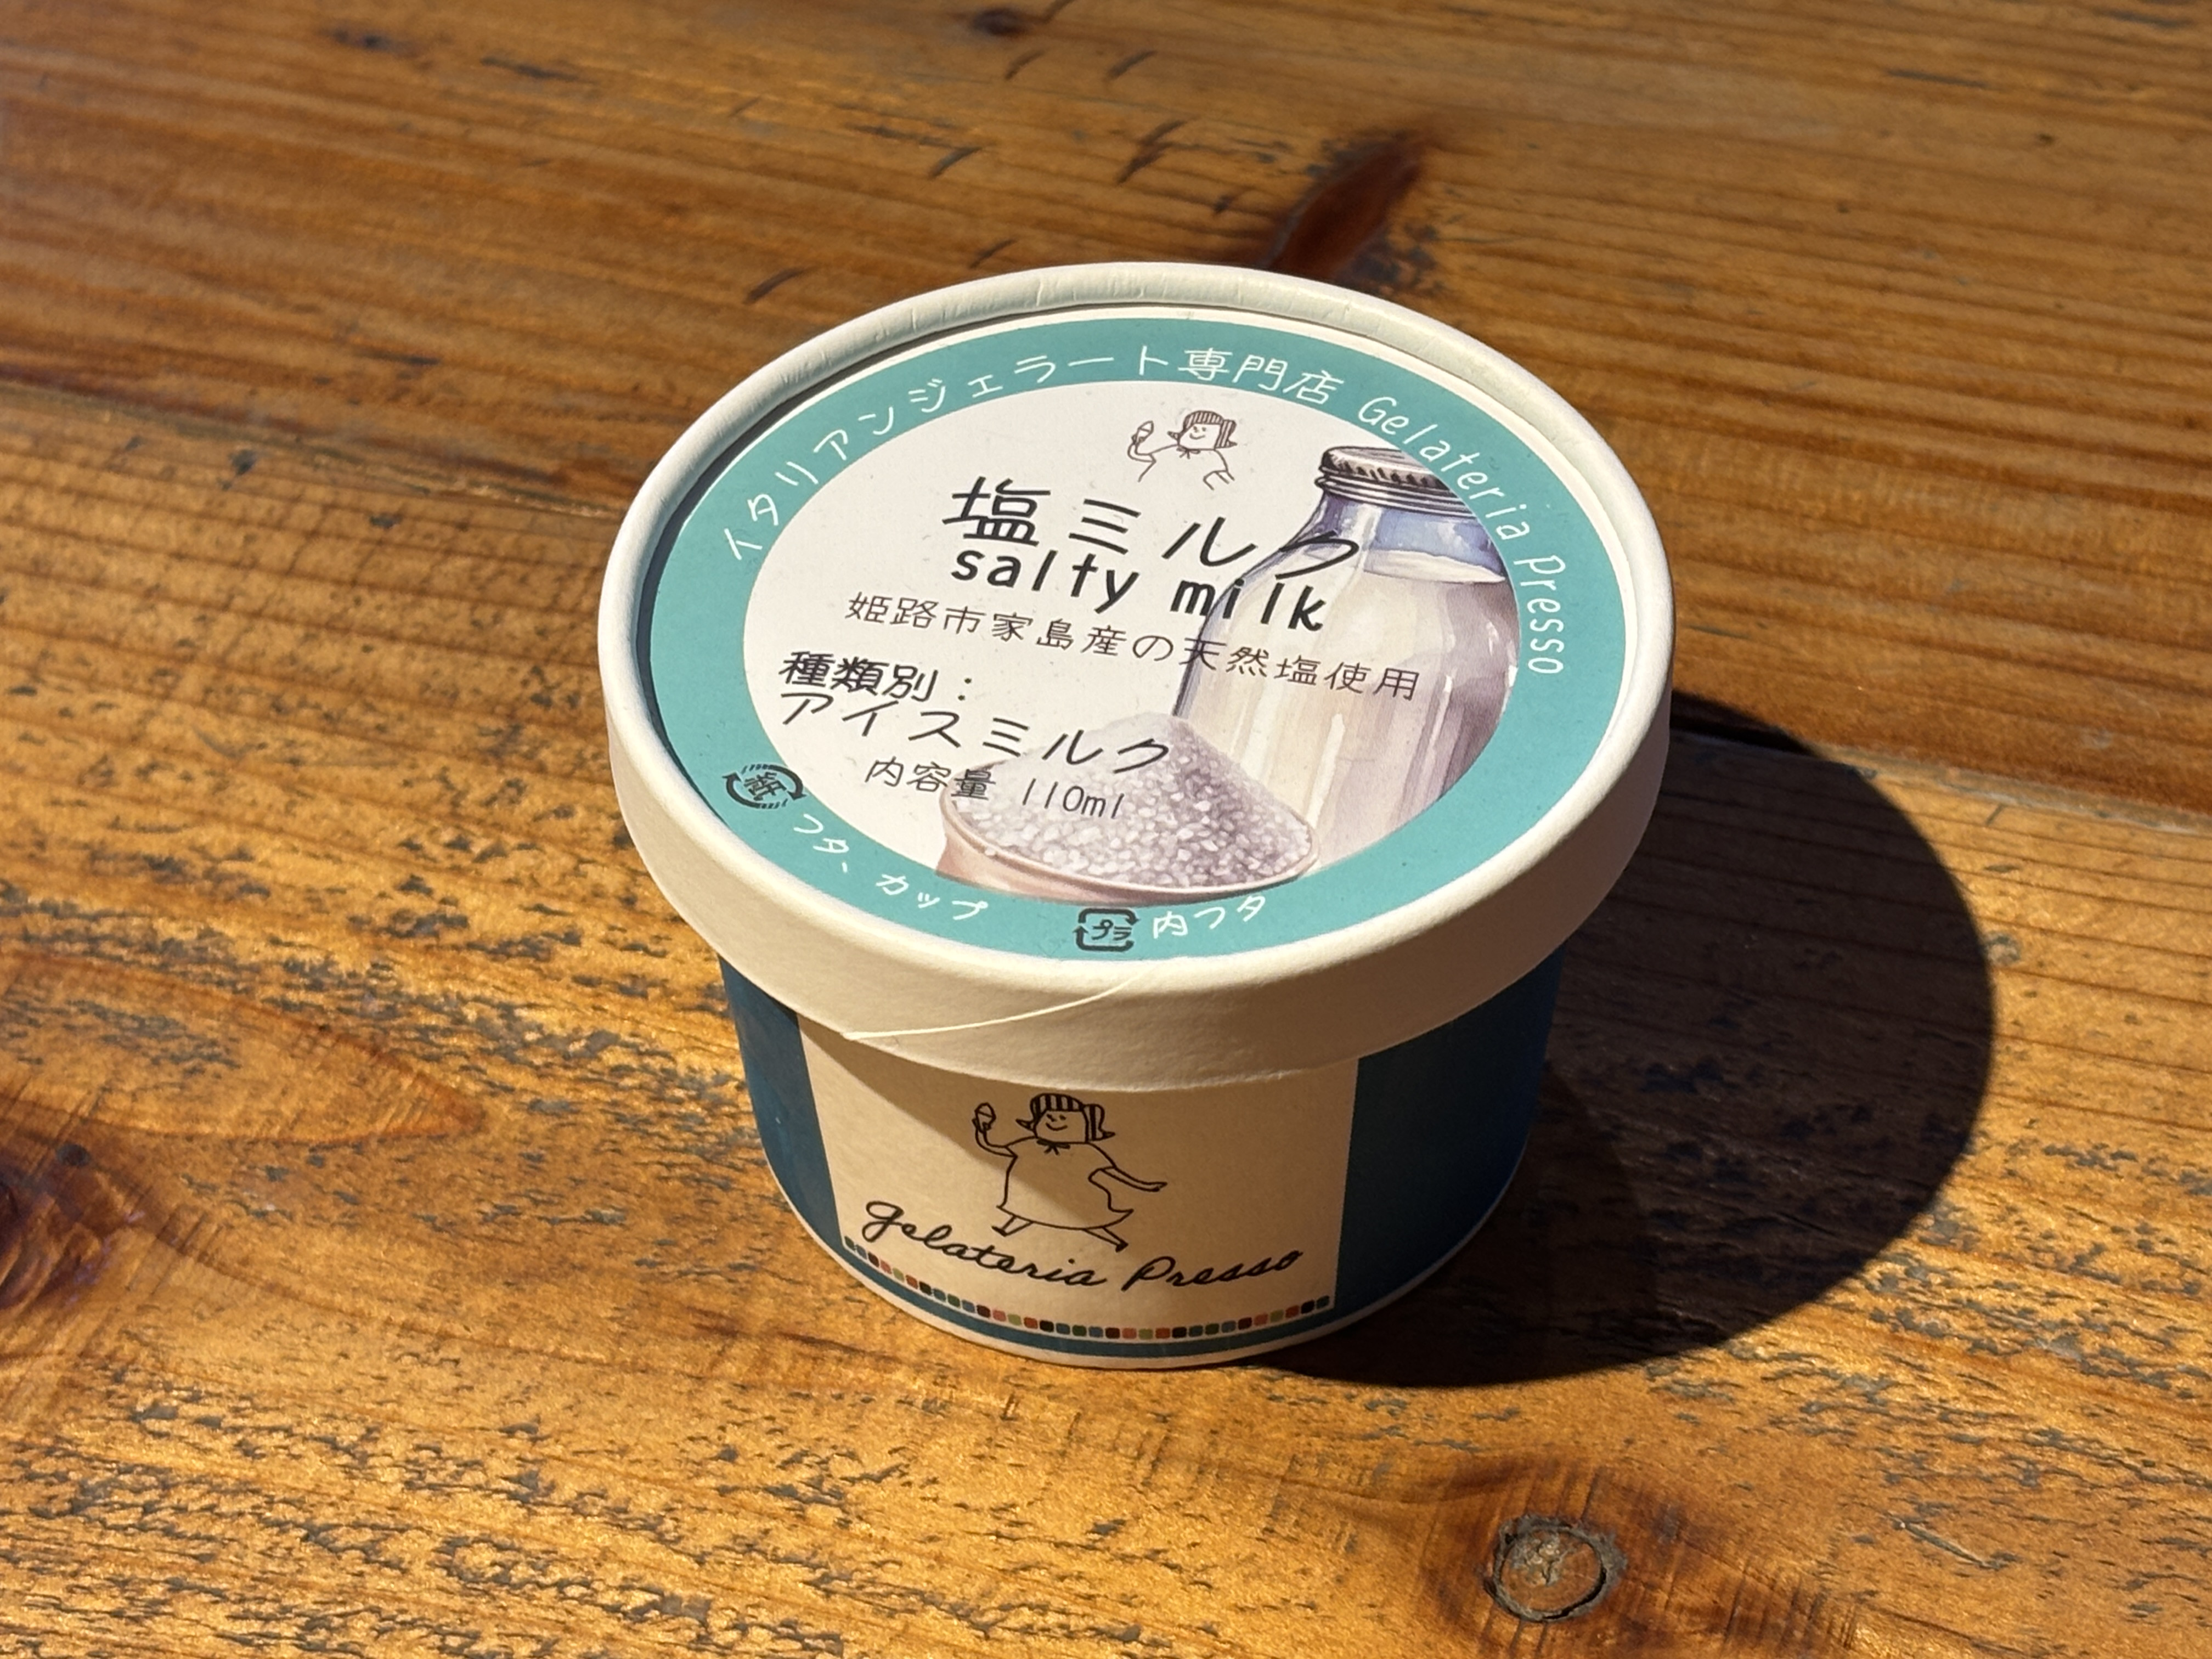 イタリアンジェラート専門店 Gelateria Presso
塩ミルク
salty milk
姫路市家島産の天然塩使用
種類別：
アイスミルク
内容量 110ml
紙 フタ、カップ
プラ 内フタ
Gelateria Presso